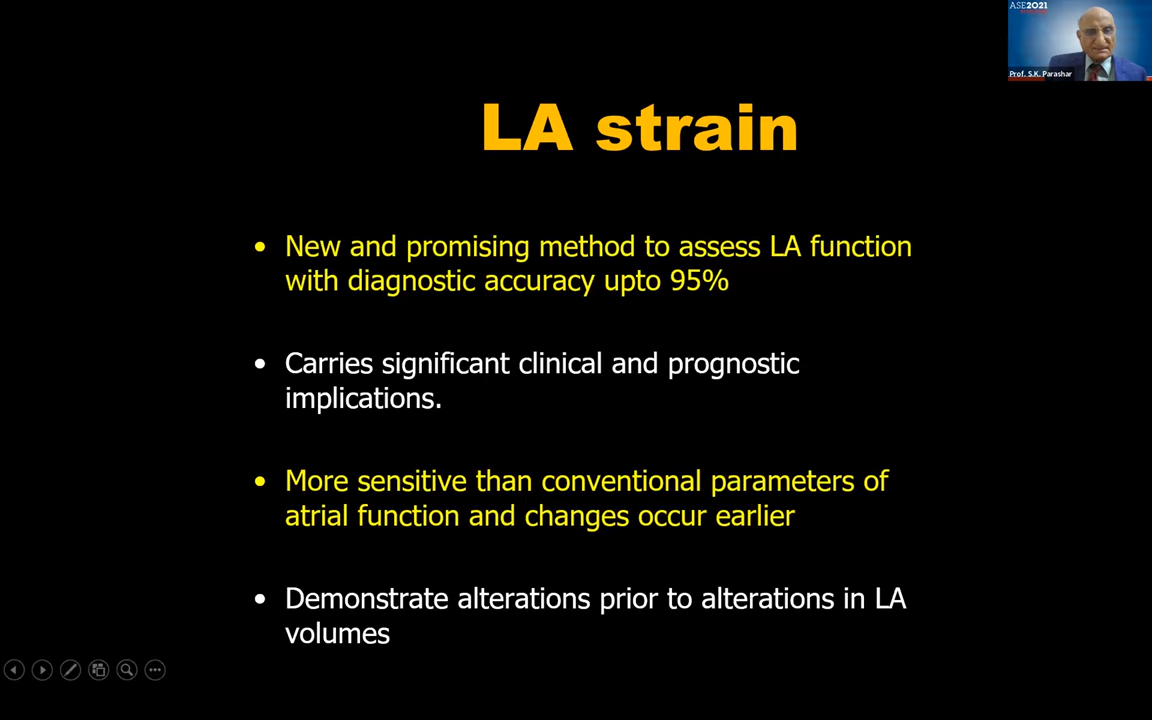 ASE2021
Prof. S.K. Parashar
LA strain
• New and promising method to assess LA function
with diagnostic accuracy upto 95%
• Carries significant clinical and prognostic
implications.
• More sensitive than conventional parameters of
atrial function and changes occur earlier
• Demonstrate alterations prior to alterations in LA
volumes